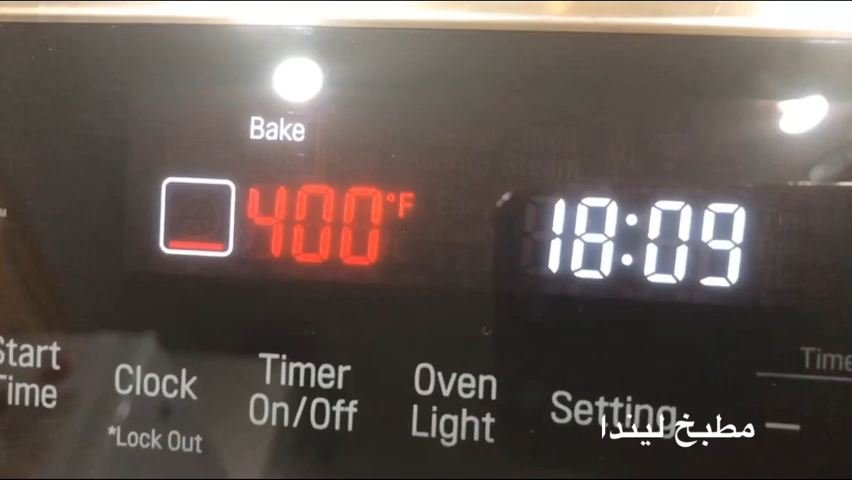 Bake
400°F
18:09
Start
Time
Clock
*Lock Out
Timer
On/Off
Oven
Light
Setting
Time
مطبخ ليندا